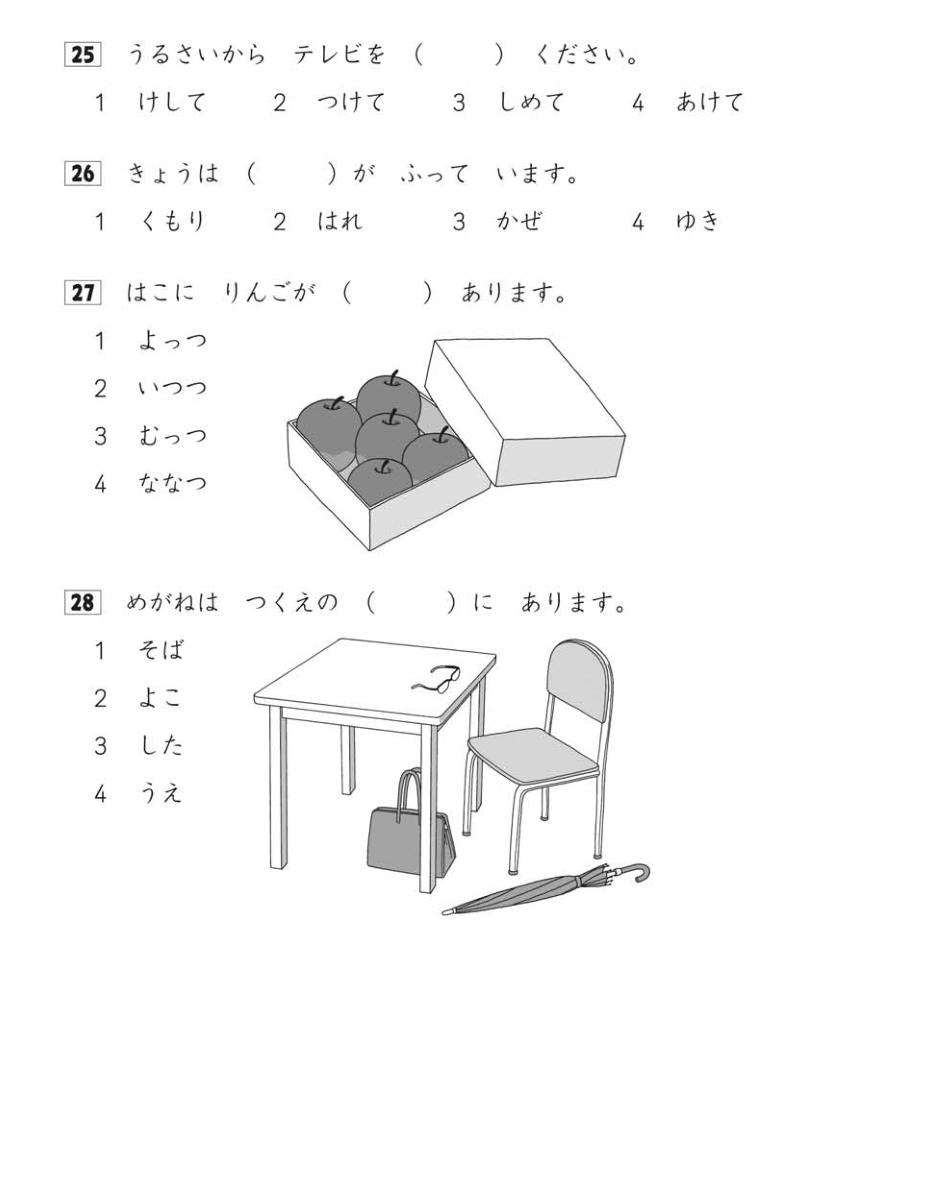 25 うるさいから テレビを （　　） ください。
1 けして 2 つけて 3 しめて 4 あけて
26 きょうは （　　）が ふって います。
1 くもり 2 はれ 3 かぜ 4 ゆき
27 はこに りんごが （　　） あります。
1 よっつ
2 いつつ
3 むっつ
4 ななつ
28 めがねは つくえの （　　）に あります。
1 そば
2 よこ
3 した
4 うえ